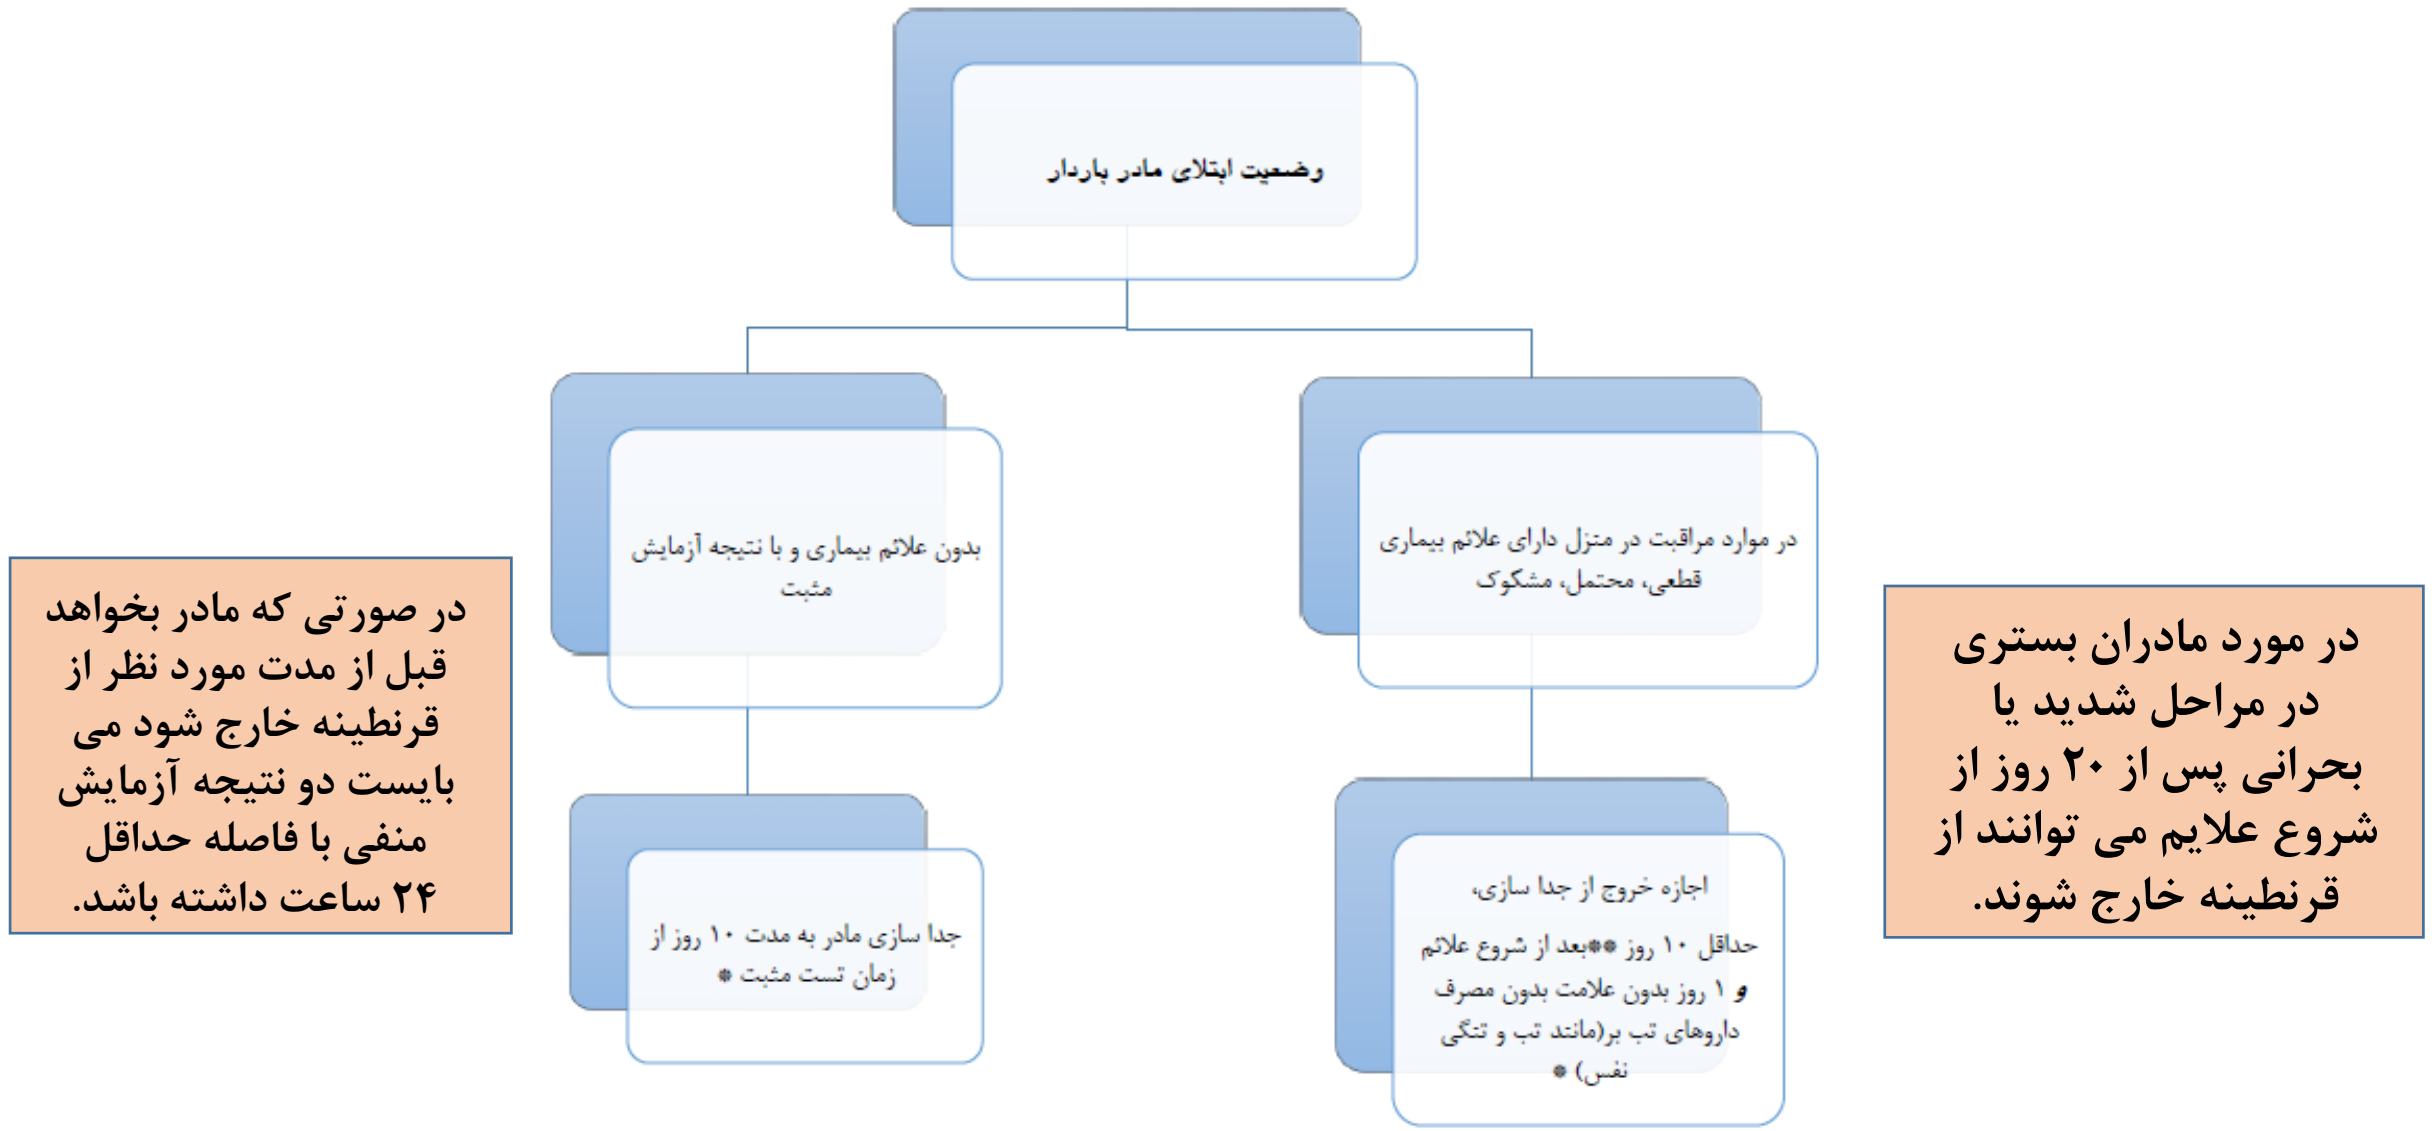 وضعیت ابتلای مادر باردار
در موارد مراقبت در منزل دارای علائم بیماری
قطعی، محتمل، مشکوک
بدون علائم بیماری و با نتیجه آزمایش
مثبت
اجازه خروج از جدا سازی،
حداقل ۱۰ روز **بعد از شروع علائم
و ۱ روز بدون علامت بدون مصرف
داروهای تب بر(مانند تب و تنگی
نفس) *
جدا سازی مادر به مدت ۱۰ روز از
زمان تست مثبت *
در مورد مادران بستری
در مراحل شدید یا
بحرانی پس از ۲۰ روز از
شروع علایم می توانند از
قرنطینه خارج شوند.
در صورتی که مادر بخواهد
قبل از مدت مورد نظر از
قرنطینه خارج شود می
بایست دو نتیجه آزمایش
منفی با فاصله حداقل
۲۴ ساعت داشته باشد.